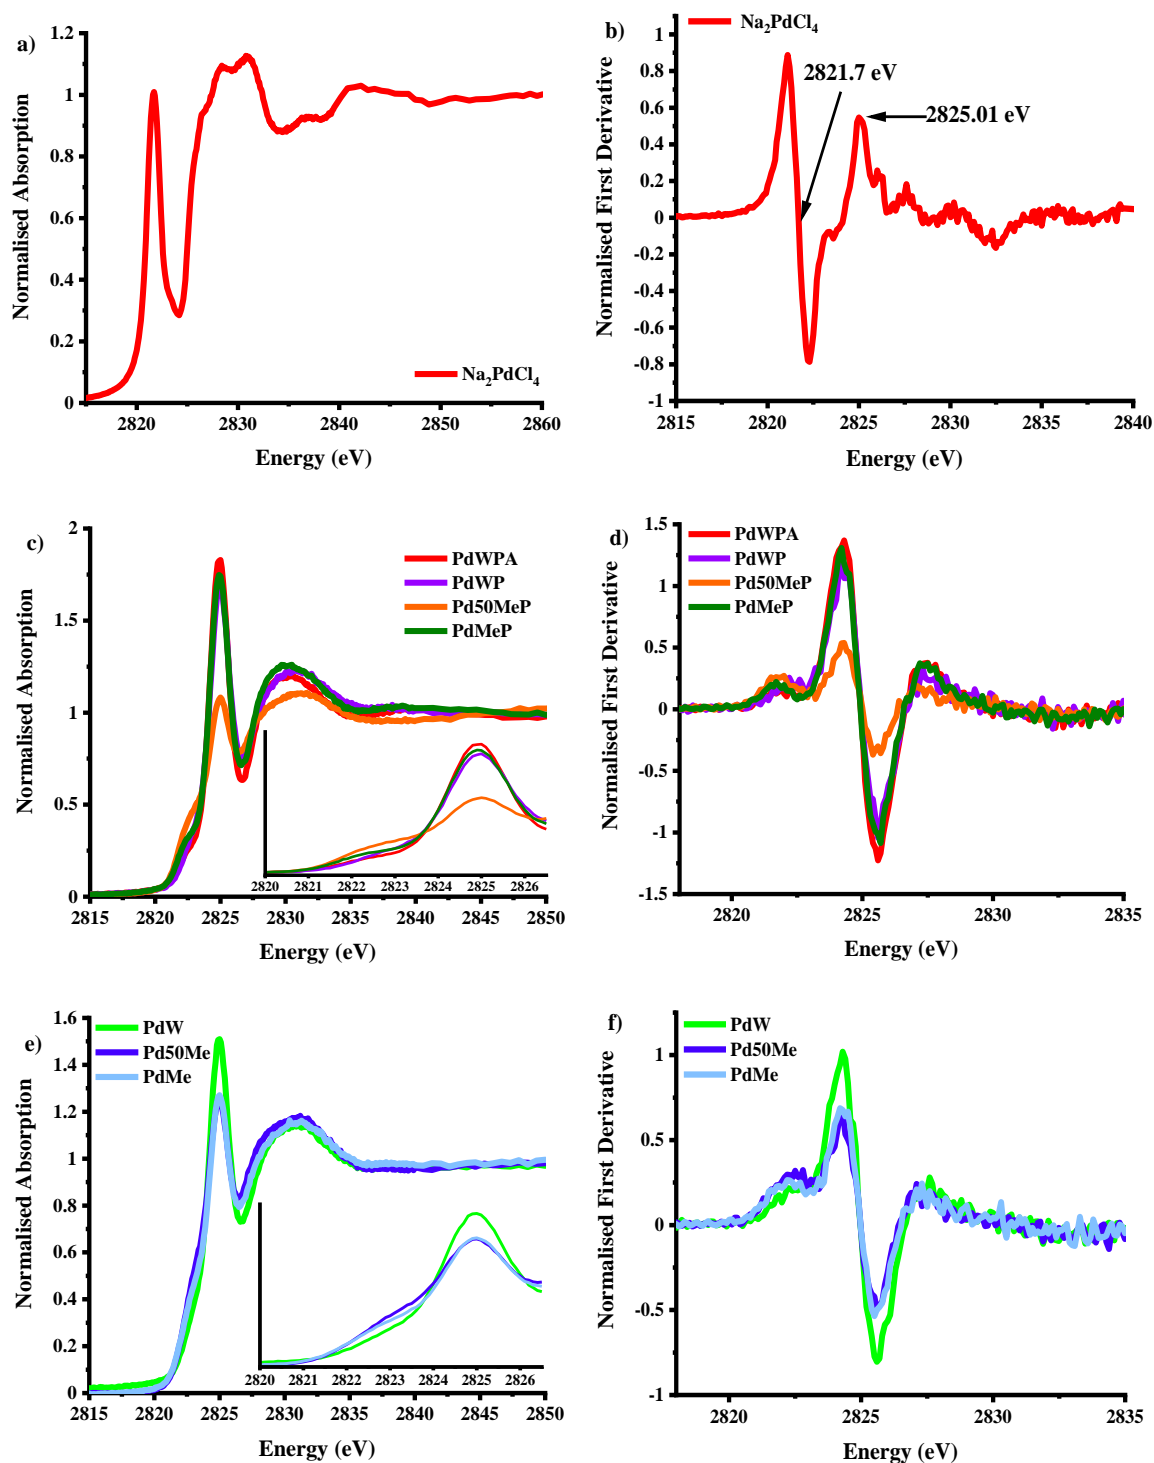 a)
Normalised Absorption
1.2
1
0.8
0.6
0.4
0.2
0
Na₂PdCl₄
2820 2830 2840 2850 2860
Energy (eV)
b)
Na₂PdCl₄
Normalised First Derivative
1
0.8
0.6
0.4
0.2
0
-0.2
-0.4
-0.6
-0.8
-1
2821.7 eV
2825.01 eV
2815 2820 2825 2830 2835 2840
Energy (eV)
c)
Normalised Absorption
2
1.5
1
0.5
0
PdWPA
PdWP
Pd50MeP
PdMeP
2820 2821 2822 2823 2824 2825 2826
2815 2820 2825 2830 2835 2840 2845 2850
Energy (eV)
d)
Normalised First Derivative
1.5
1
0.5
0
-0.5
-1
-1.5
PdWPA
PdWP
Pd50MeP
PdMeP
2820 2825 2830 2835
Energy (eV)
e)
Normalised Absorption
1.6
1.4
1.2
1
0.8
0.6
0.4
0.2
0
PdW
Pd50Me
PdMe
2820 2821 2822 2823 2824 2825 2826
2815 2820 2825 2830 2835 2840 2845 2850
Energy (eV)
f)
Normalised First Derivative
1
0.5
0
-0.5
-1
PdW
Pd50Me
PdMe
2820 2825 2830 2835
Energy (eV)